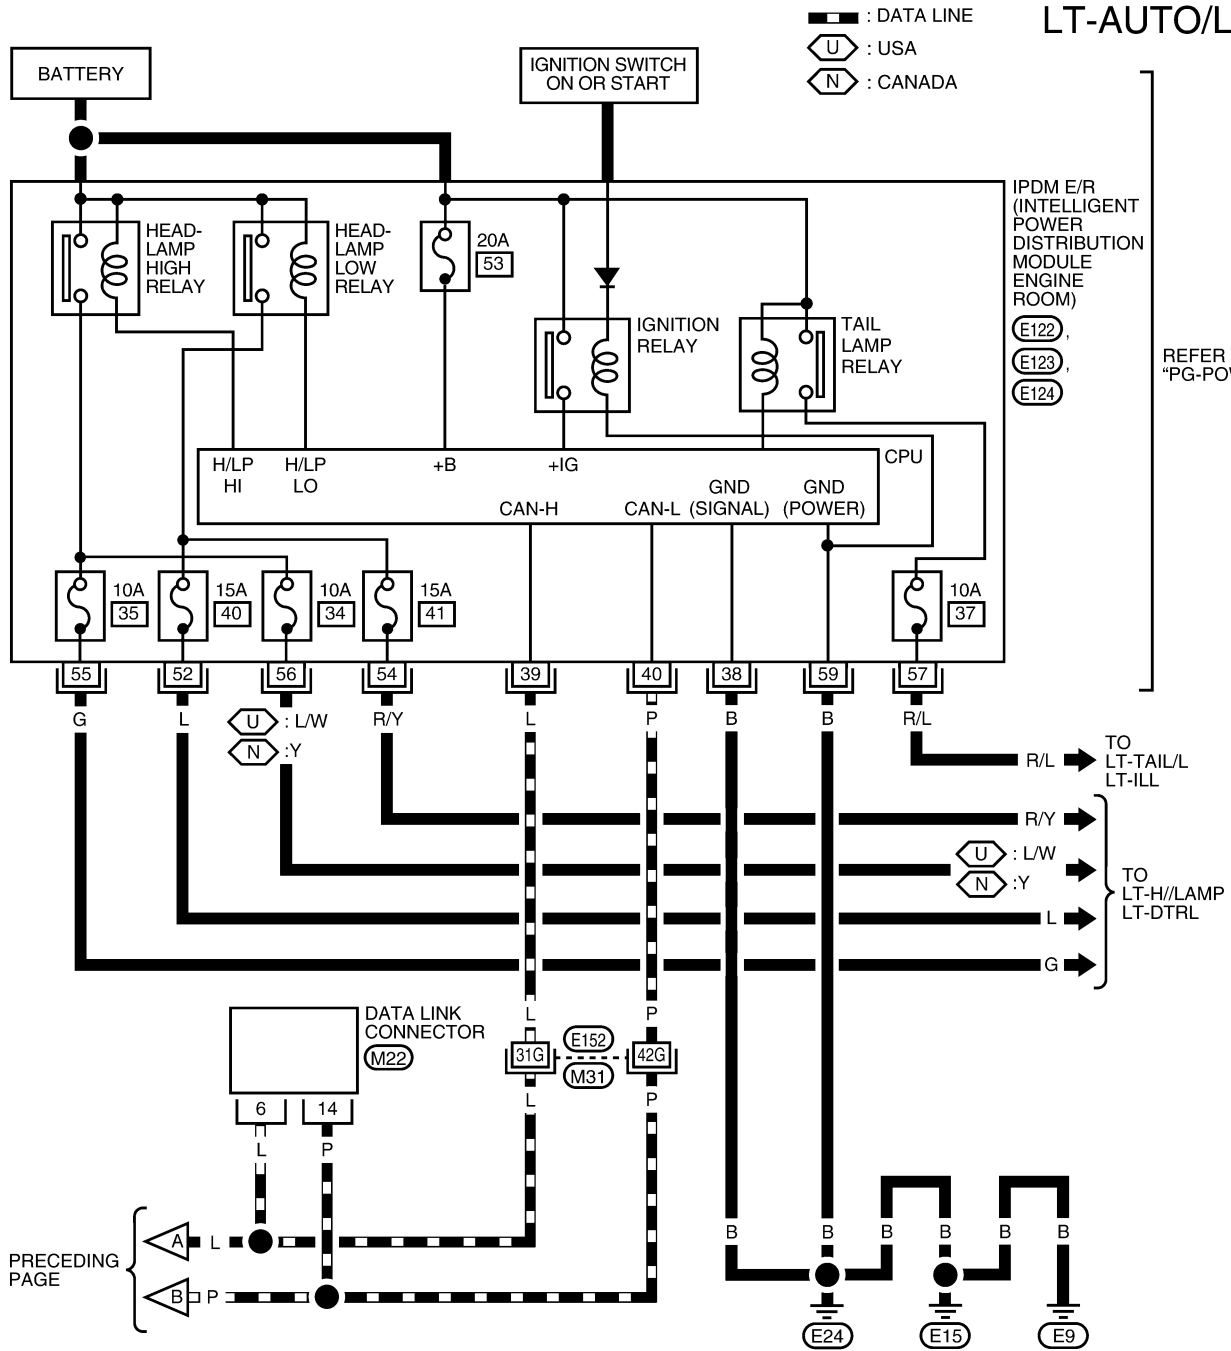 : DATA LINE
LT-AUTO/L
U : USA
N : CANADA
BATTERY
IGNITION SWITCH
ON OR START
IPDM E/R
(INTELLIGENT
POWER
DISTRIBUTION
MODULE
ENGINE
ROOM)
E122 ,
E123 ,
E124
REFER
“PG-POW
HEAD-
LAMP
HIGH
RELAY
HEAD-
LAMP
LOW
RELAY
20A
53
IGNITION
RELAY
TAIL
LAMP
RELAY
CPU
H/LP
HI
H/LP
LO
+B
+IG
CAN-H
CAN-L
GND
(SIGNAL)
GND
(POWER)
10A
35
15A
40
10A
34
15A
41
10A
37
55 52 56 54 39 40 38 59 57
G L U : L/W R/Y L P B B R/L
N :Y
R/L
TO
LT-TAIL/L
LT-ILL
R/Y
U : L/W
N :Y
L
G
TO
LT-H//LAMP
LT-DTRL
DATA LINK
CONNECTOR
M22
6 14
L P
L P
31G E152 42G
M31
L P
PRECEDING
PAGE
A L
B P
B B B B B B
E24 E15 E9